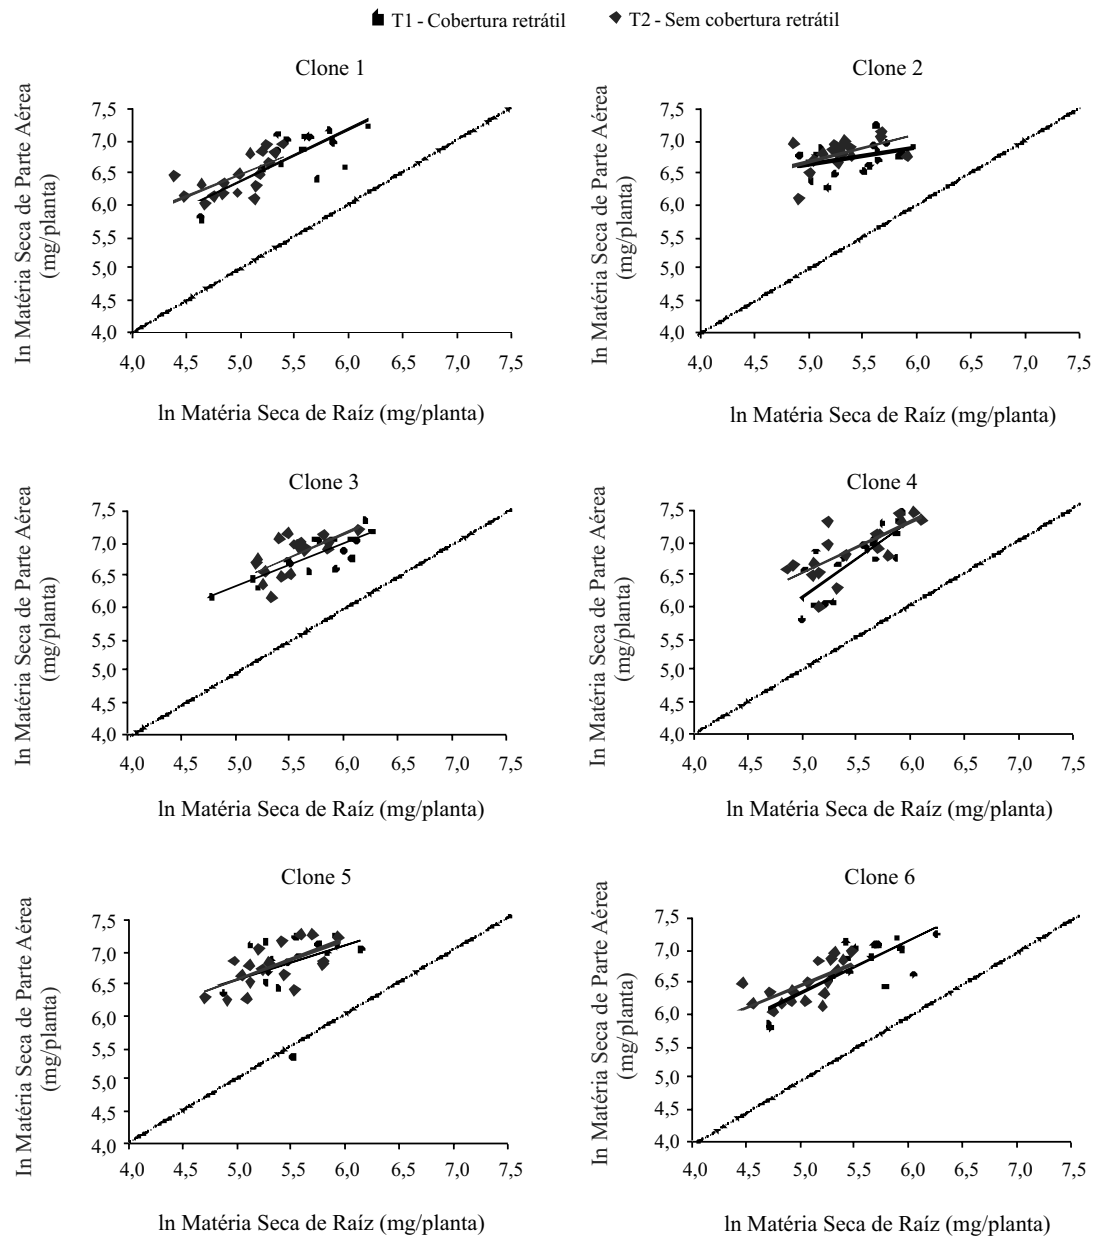 T1 - Cobertura retrátil T2 - Sem cobertura retrátil
Clone 1
ln Matéria Seca de Parte Aérea
(mg/planta)
7,5
7,0
6,5
6,0
5,5
5,0
4,5
4,0
4,0 4,5 5,0 5,5 6,0 6,5 7,0 7,5
ln Matéria Seca de Raíz (mg/planta)
Clone 2
ln Matéria Seca de Parte Aérea
(mg/planta)
7,5
7,0
6,5
6,0
5,5
5,0
4,5
4,0
4,0 4,5 5,0 5,5 6,0 6,5 7,0 7,5
ln Matéria Seca de Raíz (mg/planta)
Clone 3
ln Matéria Seca de Parte Aérea
(mg/planta)
7,5
7,0
6,5
6,0
5,5
5,0
4,5
4,0
4,0 4,5 5,0 5,5 6,0 6,5 7,0 7,5
ln Matéria Seca de Raíz (mg/planta)
Clone 4
ln Matéria Seca de Parte Aérea
(mg/planta)
7,5
7,0
6,5
6,0
5,5
5,0
4,5
4,0
4,0 4,5 5,0 5,5 6,0 6,5 7,0 7,5
ln Matéria Seca de Raíz (mg/planta)
Clone 5
ln Matéria Seca de Parte Aérea
(mg/planta)
7,5
7,0
6,5
6,0
5,5
5,0
4,5
4,0
4,0 4,5 5,0 5,5 6,0 6,5 7,0 7,5
ln Matéria Seca de Raíz (mg/planta)
Clone 6
ln Matéria Seca de Parte Aérea
(mg/planta)
7,5
7,0
6,5
6,0
5,5
5,0
4,5
4,0
4,0 4,5 5,0 5,5 6,0 6,5 7,0 7,5
ln Matéria Seca de Raíz (mg/planta)